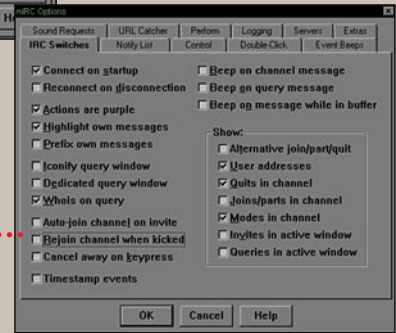 He
mIRC Options
Sound Requests URL Catcher Perform Logging Servers Extras
IRC Switches Notify List Control Double-Click Event Beeps
Connect on startup
Reconnect on disconnection
Actions are purple
Highlight own messages
Prefix own messages
Iconify query window
Dedicated query window
Whois on query
Auto-join channel on invite
Rejoin channel when kicked
Cancel away on keypress
Timestamp events
Beep on channel message
Beep on query message
Beep on message while in buffer
Show:
Alternative join/part/quit
User addresses
Quits in channel
Joins/parts in channel
Modes in channel
Invites in active window
Queries in active window
OK Cancel Help